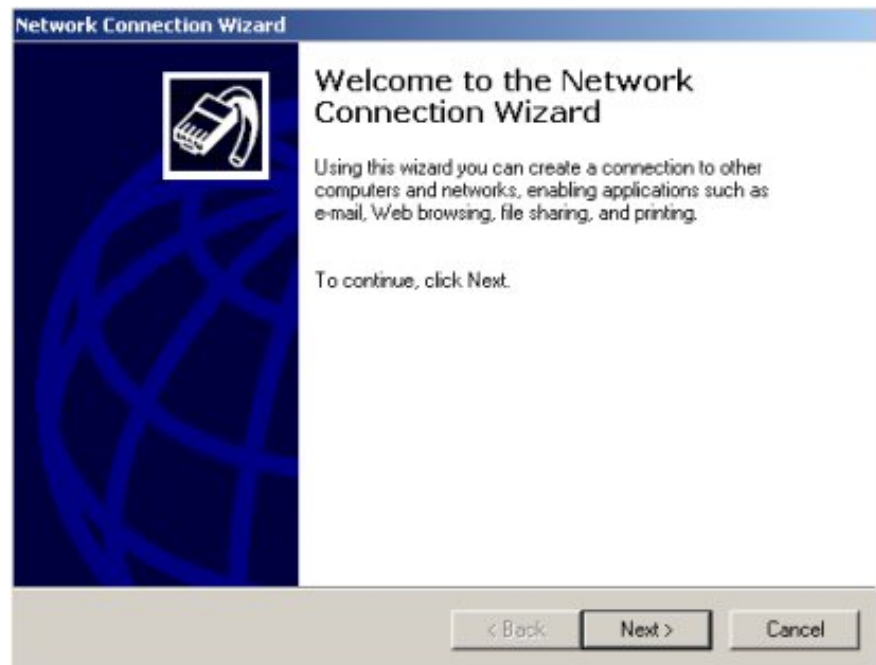 Network Connection Wizard
Welcome to the Network
Connection Wizard
Using this wizard you can create a connection to other
computers and networks, enabling applications such as
e-mail, Web browsing, file sharing, and printing.
To continue, click Next.
< Back
Next >
Cancel